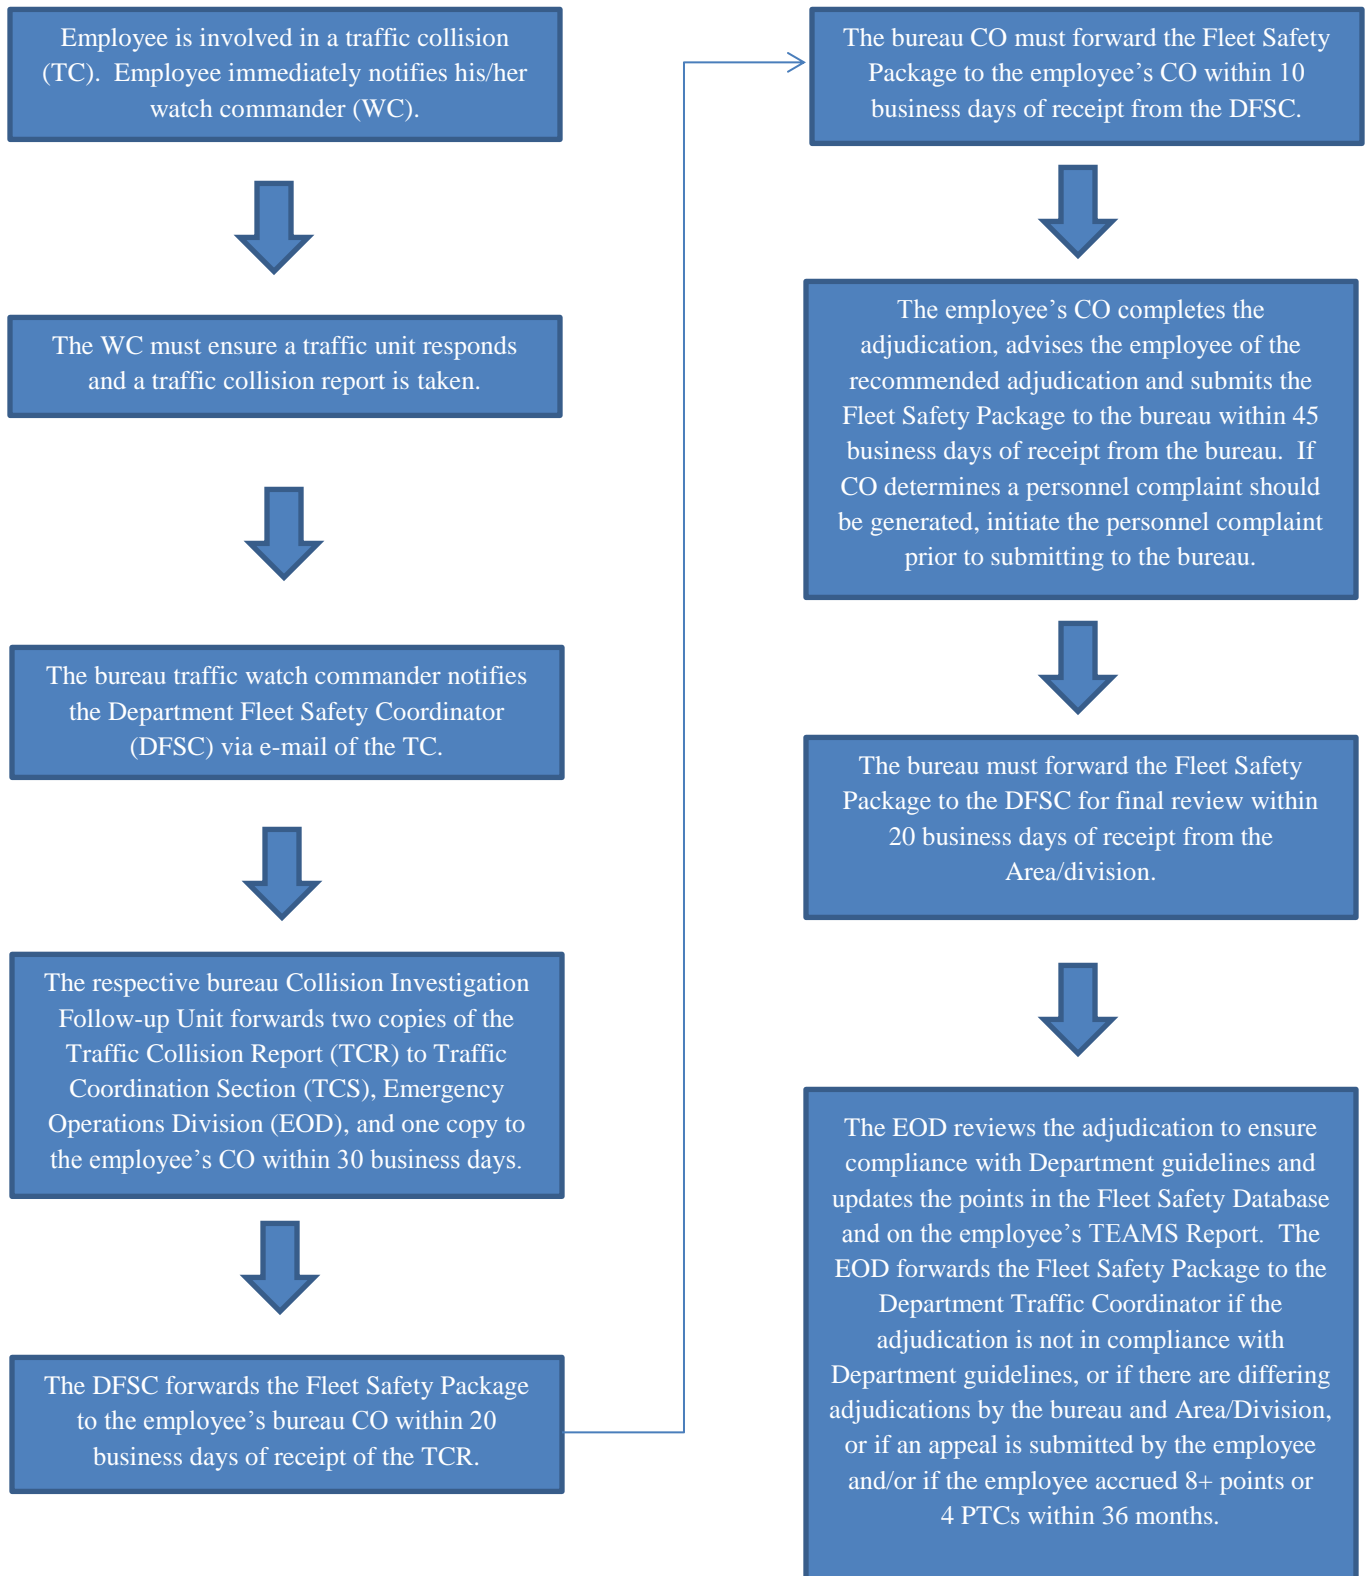 Employee is involved in a traffic collision
(TC).  Employee immediately notifies his/her
watch commander (WC).
The WC must ensure a traffic unit responds
and a traffic collision report is taken.
The bureau traffic watch commander notifies
the Department Fleet Safety Coordinator
(DFSC) via e-mail of the TC.
The respective bureau Collision Investigation
Follow-up Unit forwards two copies of the
Traffic Collision Report (TCR) to Traffic
Coordination Section (TCS), Emergency
Operations Division (EOD), and one copy to
the employee’s CO within 30 business days.
The DFSC forwards the Fleet Safety Package
to the employee’s bureau CO within 20
business days of receipt of the TCR.
The bureau CO must forward the Fleet Safety
Package to the employee’s CO within 10
business days of receipt from the DFSC.
The employee’s CO completes the
adjudication, advises the employee of the
recommended adjudication and submits the
Fleet Safety Package to the bureau within 45
business days of receipt from the bureau.  If
CO determines a personnel complaint should
be generated, initiate the personnel complaint
prior to submitting to the bureau.
The bureau must forward the Fleet Safety
Package to the DFSC for final review within
20 business days of receipt from the
Area/division.
The EOD reviews the adjudication to ensure
compliance with Department guidelines and
updates the points in the Fleet Safety Database
and on the employee’s TEAMS Report.  The
EOD forwards the Fleet Safety Package to the
Department Traffic Coordinator if the
adjudication is not in compliance with
Department guidelines, or if there are differing
adjudications by the bureau and Area/Division,
or if an appeal is submitted by the employee
and/or if the employee accrued 8+ points or
4 PTCs within 36 months.